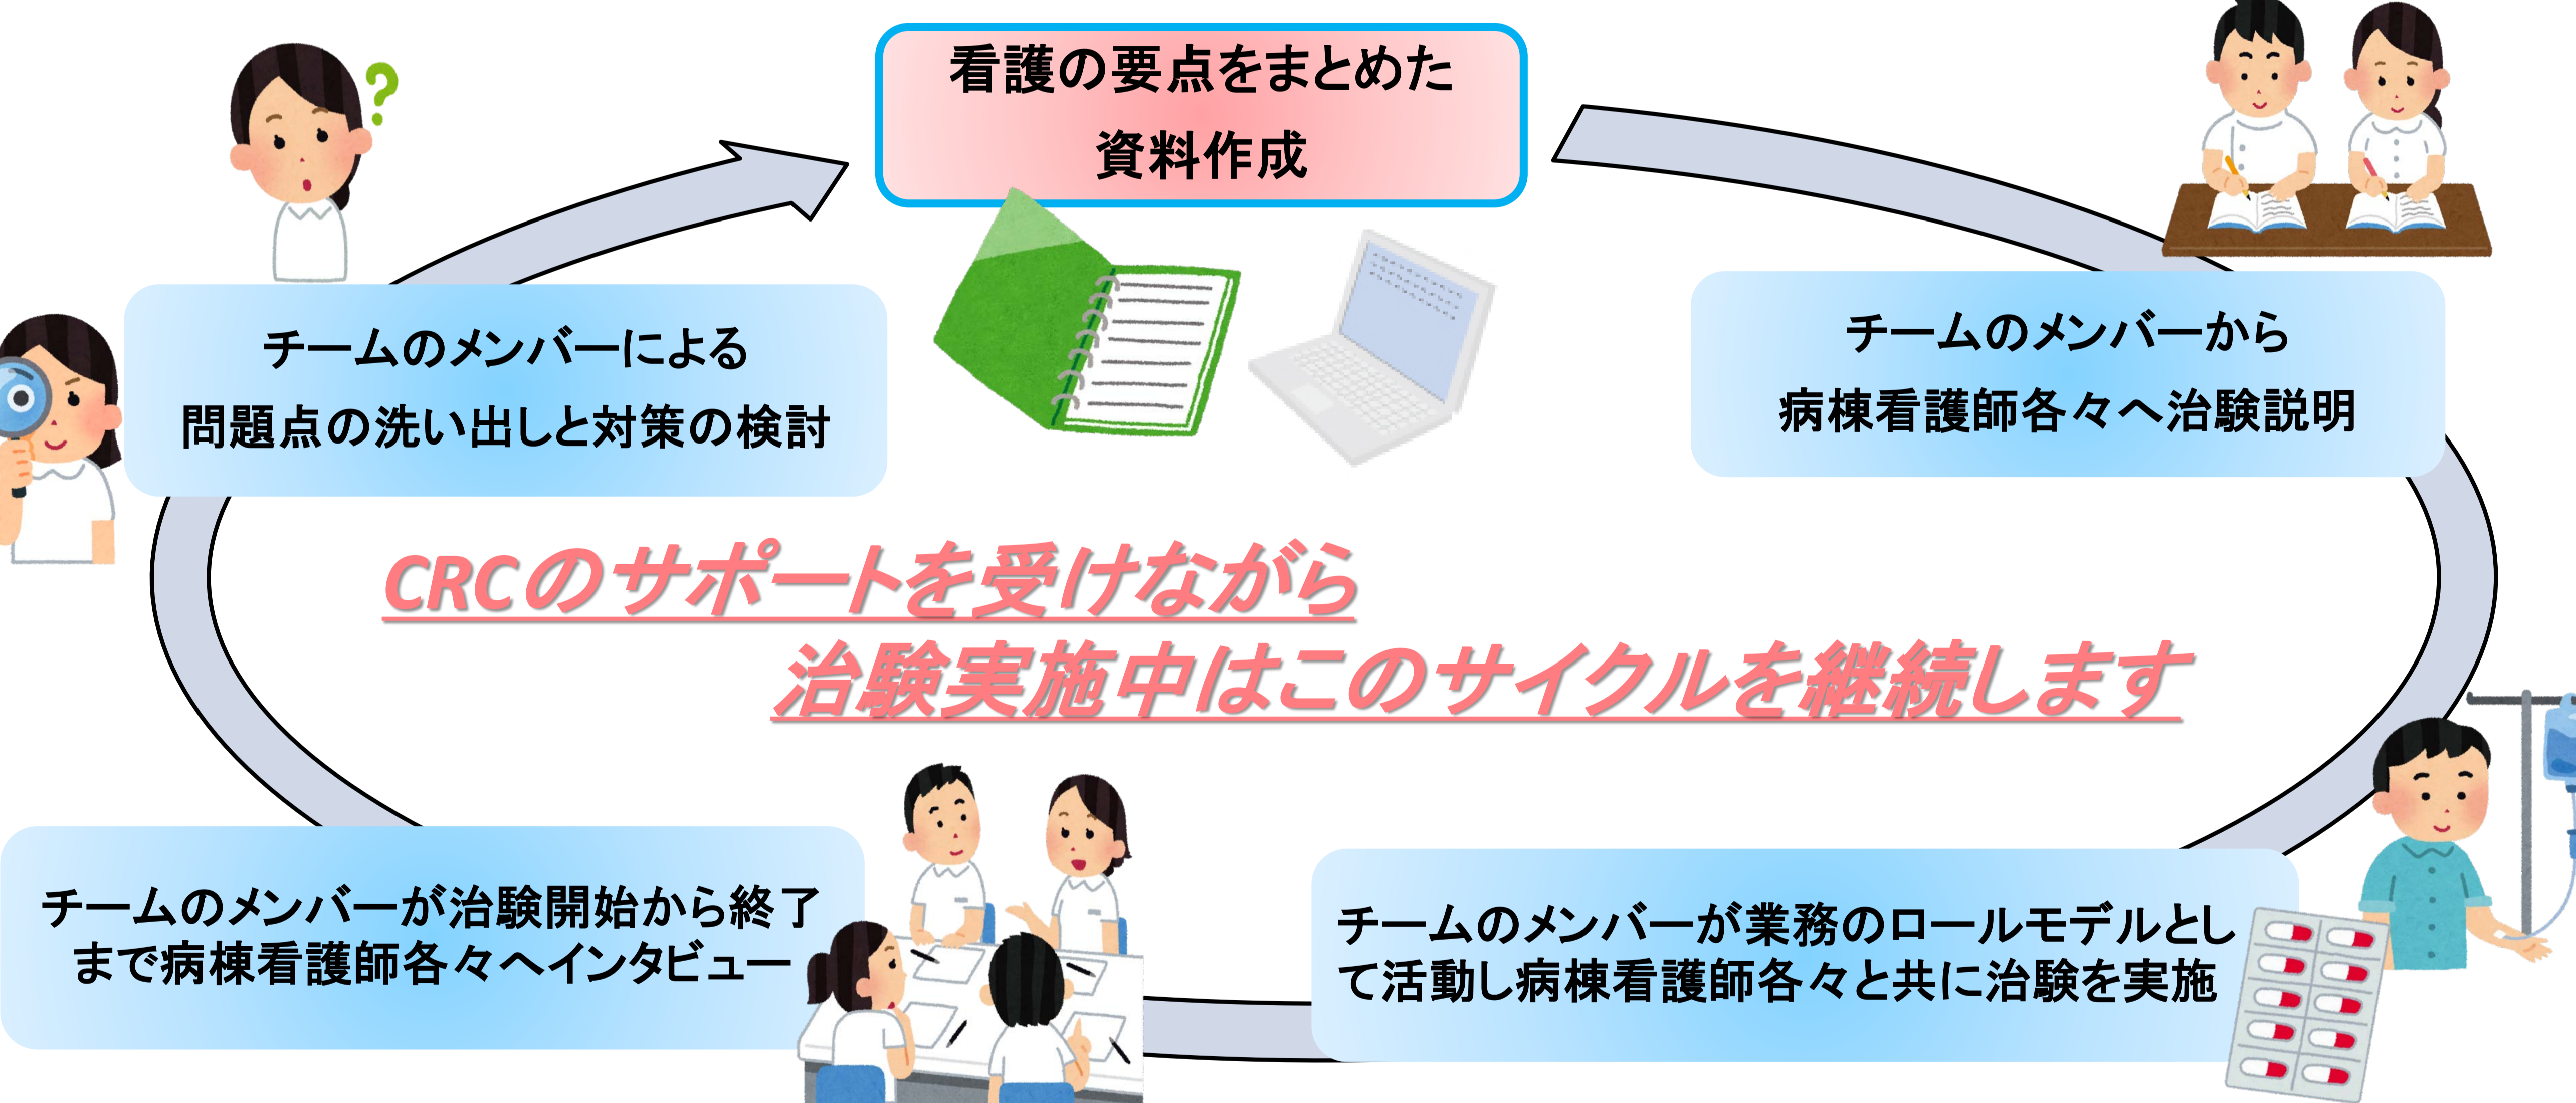 看護の要点をまとめた
資料作成
チームのメンバーから
病棟看護師各々へ治験説明
チームのメンバーが業務のロールモデルとし
て活動し病棟看護師各々と共に治験を実施
チームのメンバーが治験開始から終了
まで病棟看護師各々へインタビュー
チームのメンバーによる
問題点の洗い出しと対策の検討
?
CRCのサポートを受けながら
治験実施中はこのサイクルを継続します